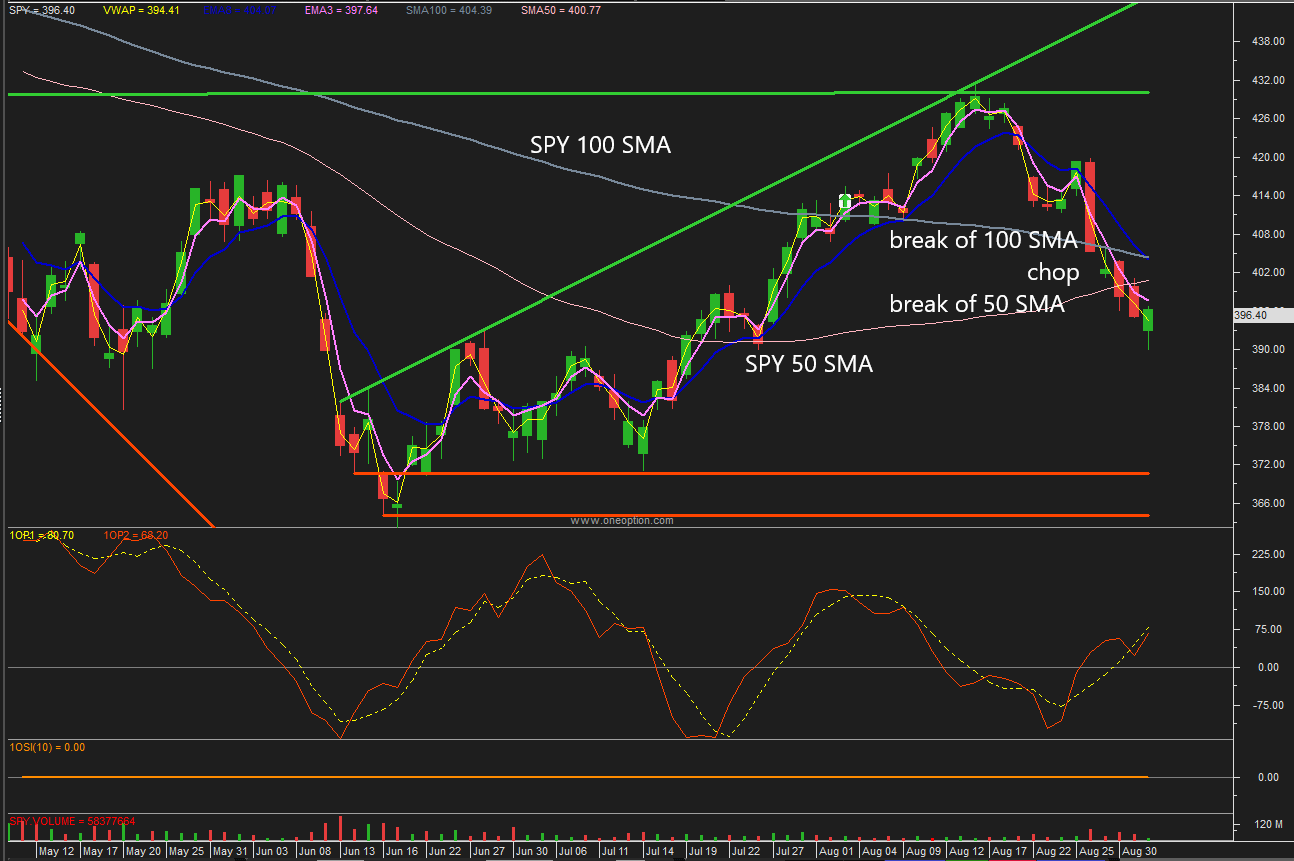 SPY = 396.40 VWAP = 394.41 EMA3 = 397.64 SMA100 = 404.39 SMA50 = 400.77
438.00
432.00
426.00
420.00
SPY 100 SMA
414.00
408.00
break of 100 SMA
chop
402.00
break of 50 SMA
396.40
390.00
SPY 50 SMA
384.00
378.00
372.00
366.00
www.oneoption.com
1OP1 = 80.70 1OP2 = 68.20
225.00
150.00
75.00
0.00
-75.00
1OSI(10) = 0.00
0.00
SPY.VOLUME = 58377664
120 M
May 12 May 17 May 20 May 25 May 31 Jun 03 Jun 08 Jun 13 Jun 16 Jun 22 Jun 27 Jun 30 Jul 06 Jul 11 Jul 14 Jul 19 Jul 22 Jul 27 Aug 01 Aug 04 Aug 09 Aug 12 Aug 17 Aug 22 Aug 25 Aug 30